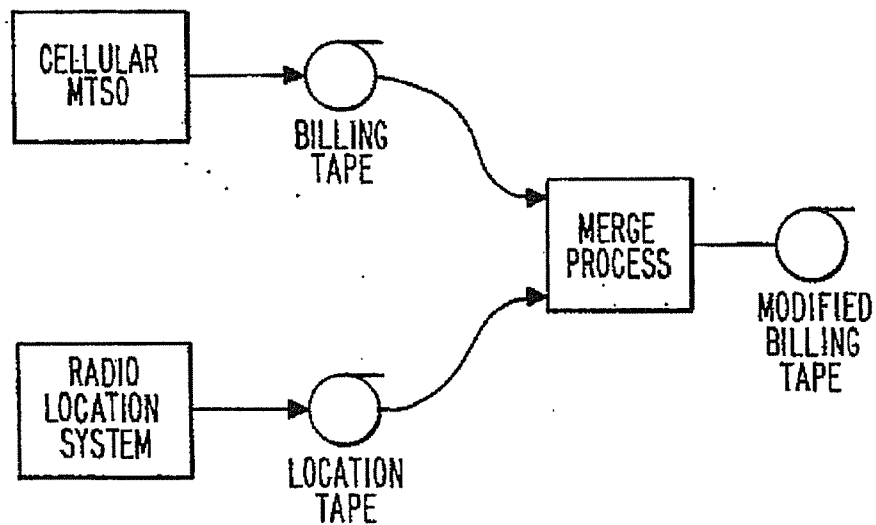 CELLULAR
MTSO
BILLING
TAPE
MERGE
PROCESS
MODIFIED
BILLING
TAPE
RADIO
LOCATION
SYSTEM
LOCATION
TAPE